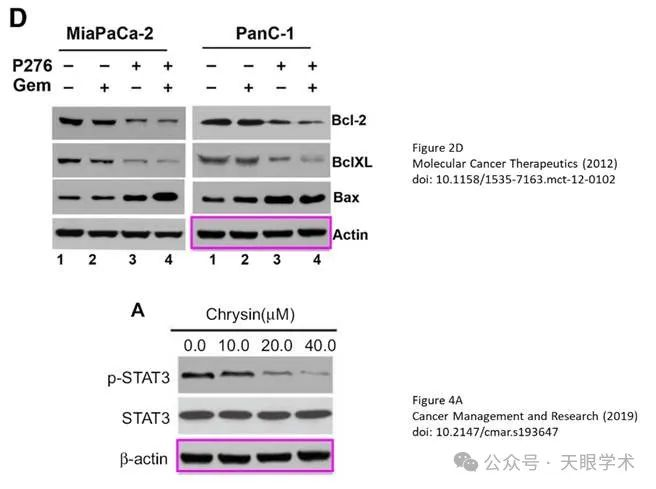 D
MiaPaCa-2 PanC-1
P276 – – + + – – + +
Gem – + – + – + – +
Bcl-2
BclXL
Bax
Actin
1 2 3 4 1 2 3 4
Figure 2D
Molecular Cancer Therapeutics (2012)
doi: 10.1158/1535-7163.mct-12-0102
A
Chrysin(μM)
0.0 10.0 20.0 40.0
p-STAT3
STAT3
β-actin
Figure 4A
Cancer Management and Research (2019)
doi: 10.2147/cmar.s193647
公众号 · 天眼学术